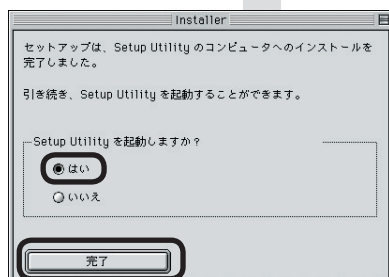 Installer
セットアップは、Setup Utility のコンピュータへのインストールを
完了しました。
引き続き、Setup Utility を起動することができます。
Setup Utility を起動しますか？
はい
いいえ
完了